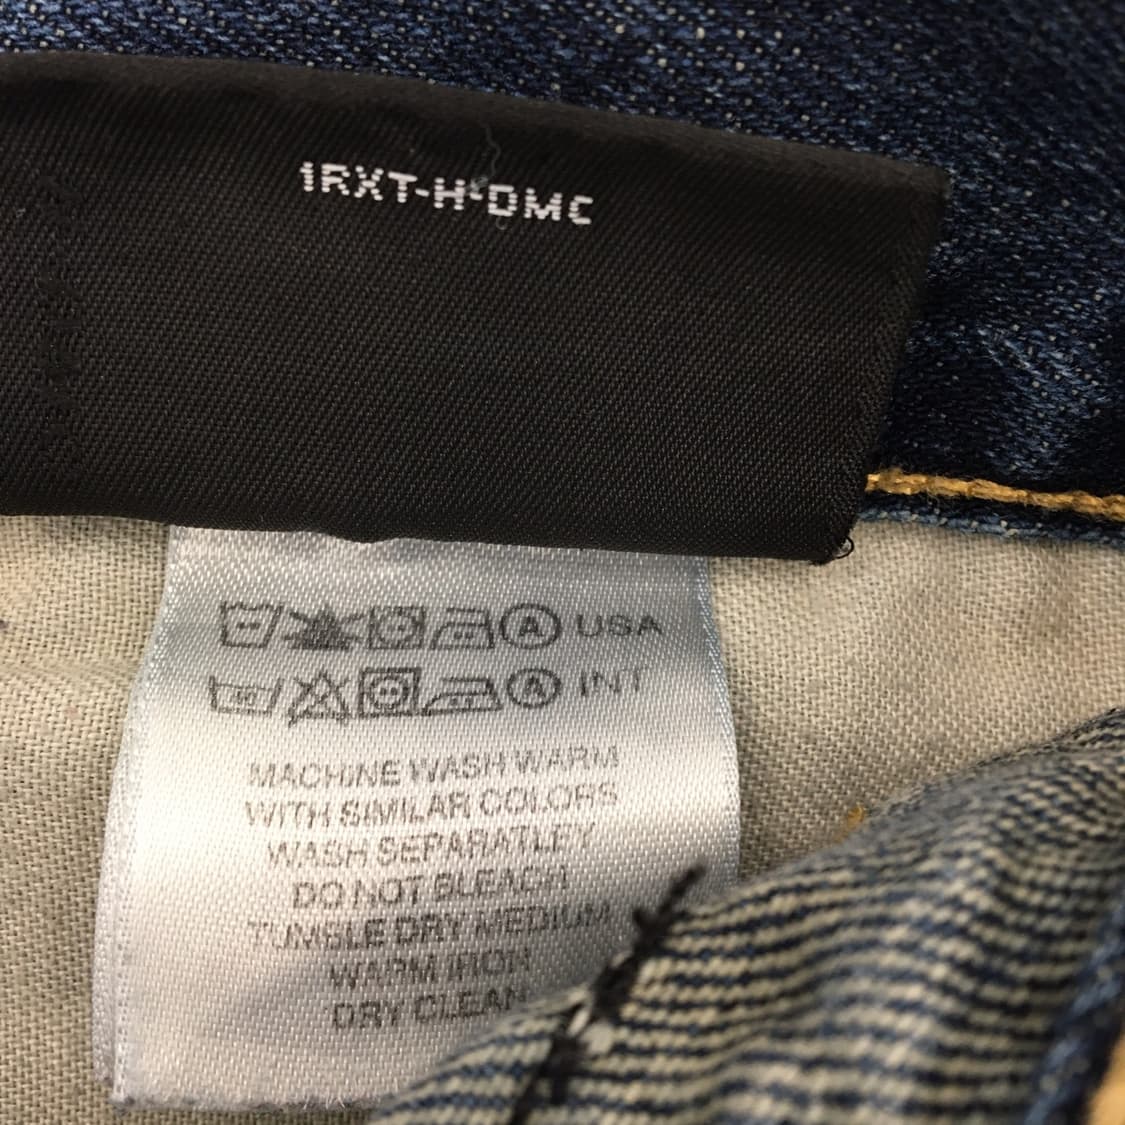 1RXT-H-DMC
A USA
A INT
MACHINE WASH WARM
WITH SIMILAR COLORS
WASH SEPARATLEY
DO NOT BLEACH
TUMBLE DRY MEDIUM
WARM IRON
DRY CLEAN